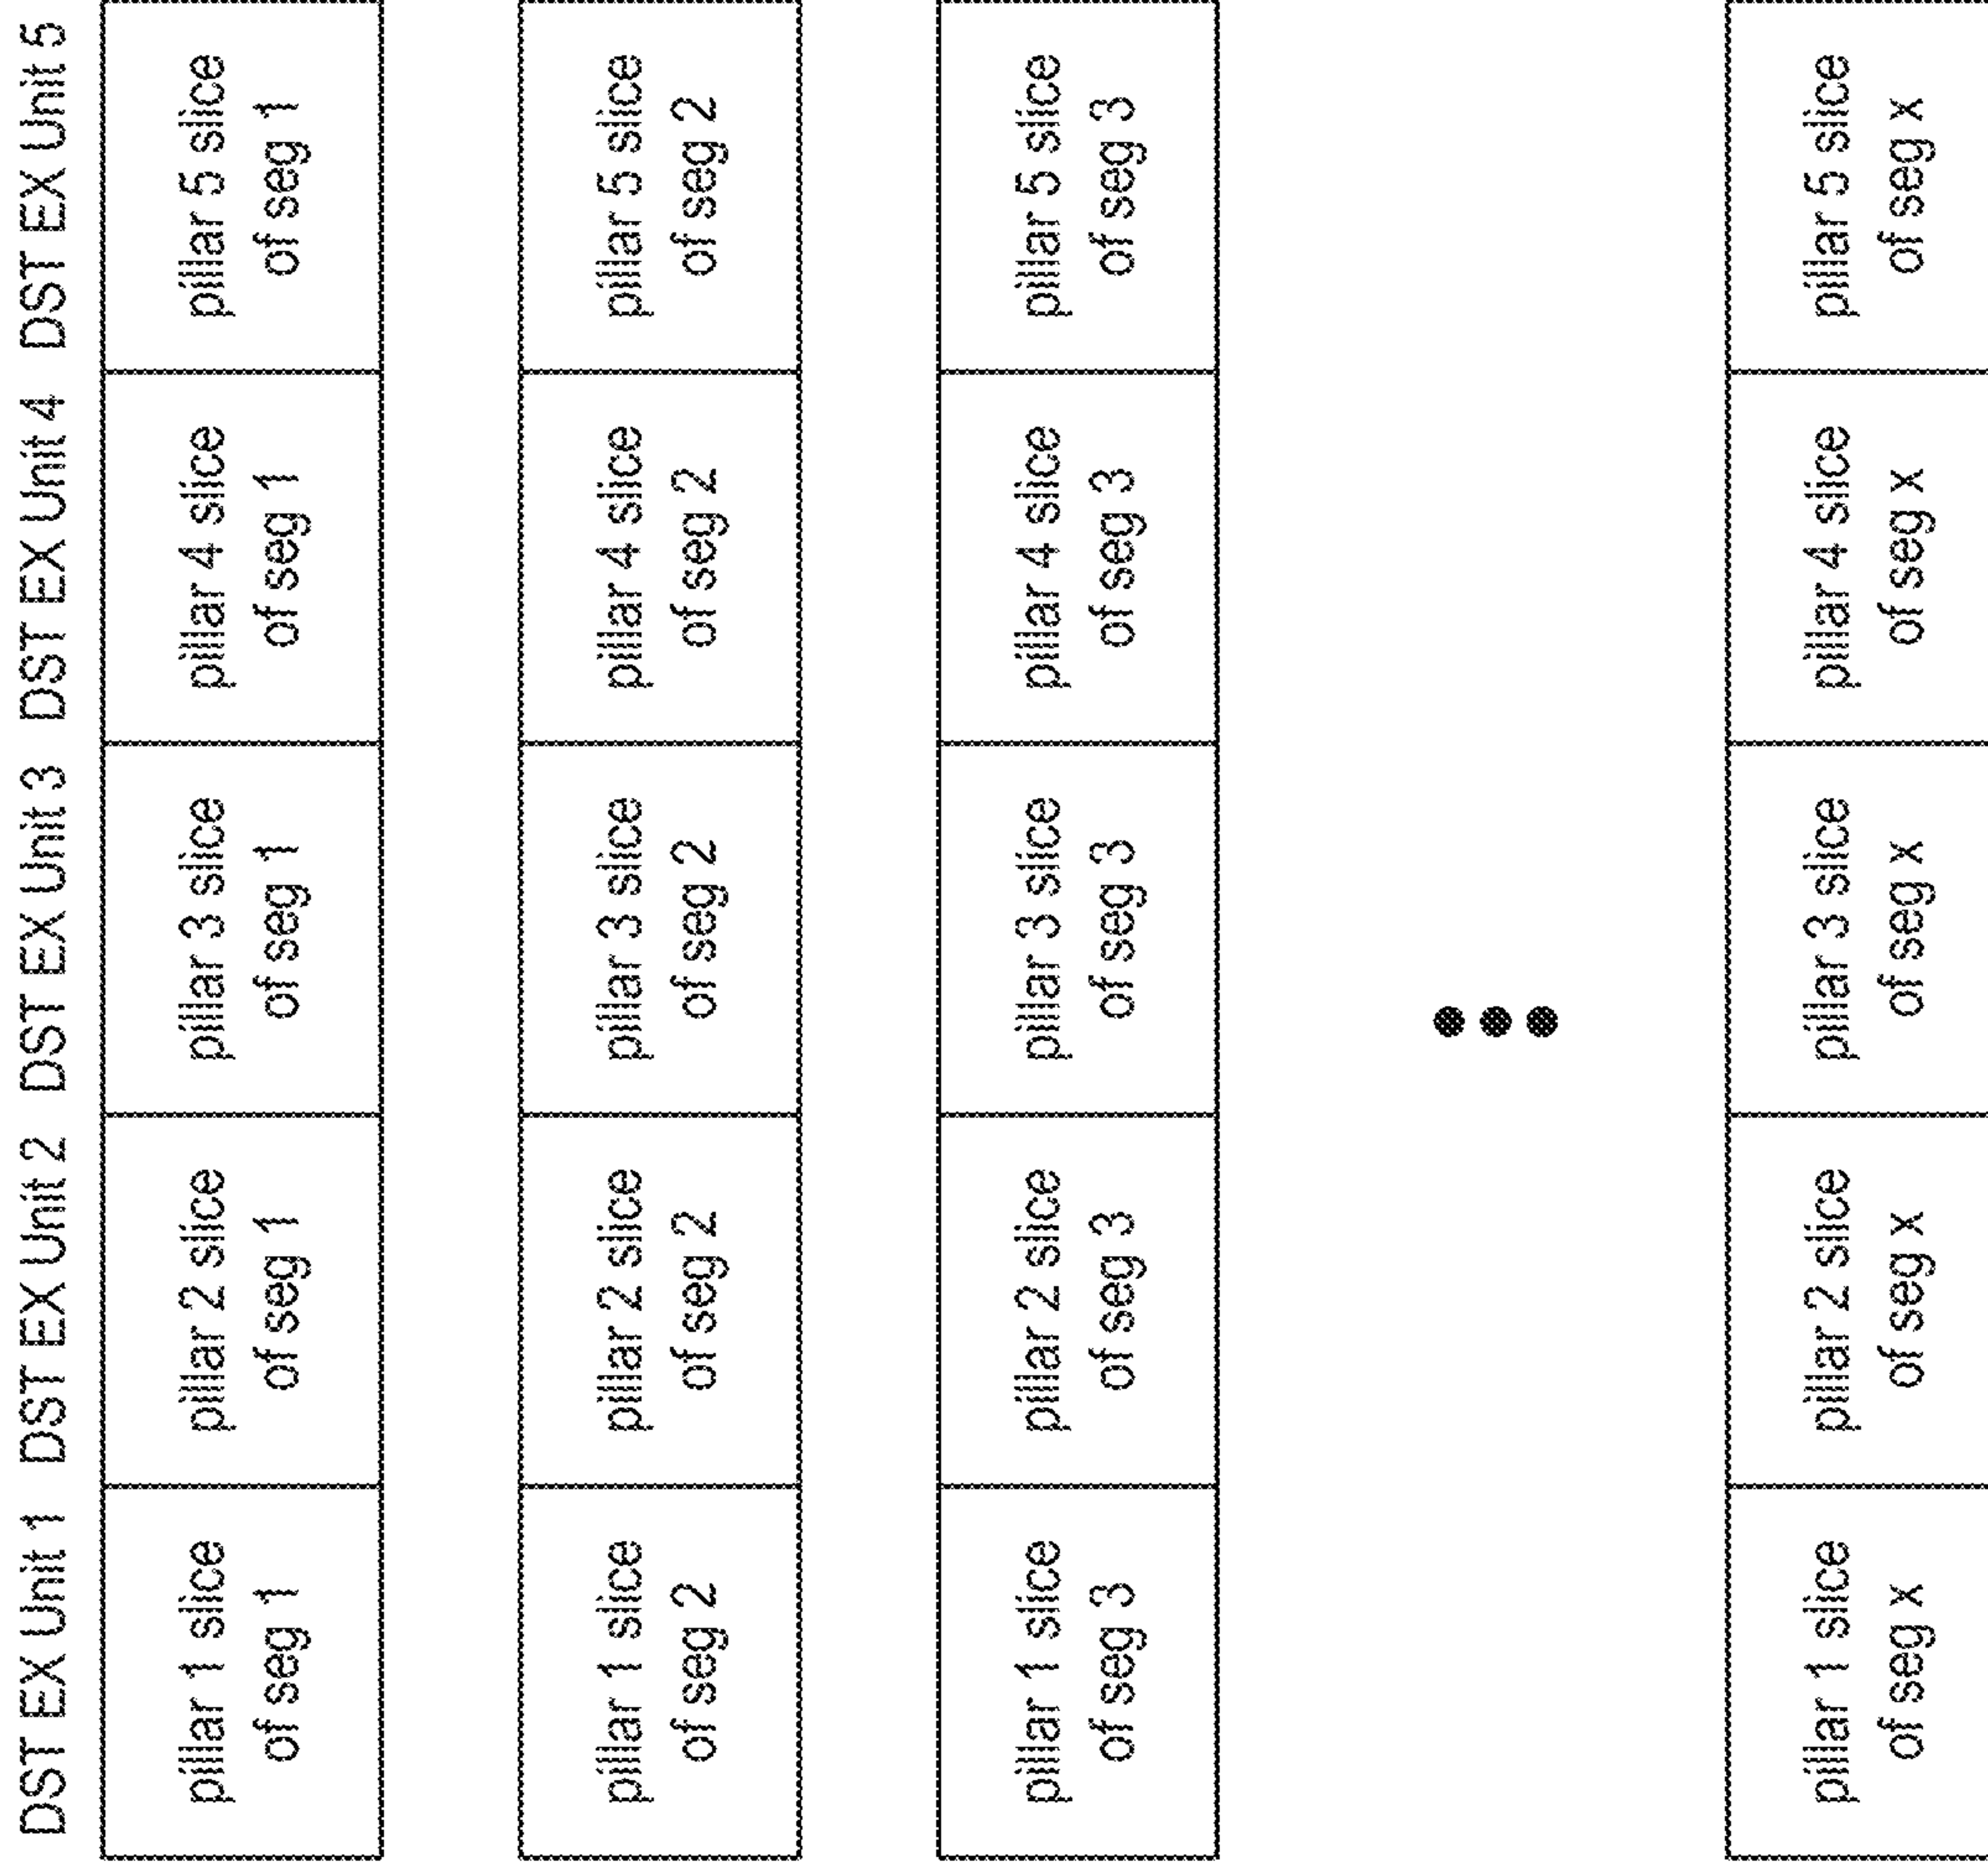 DST EX Unit 1 DST EX Unit 2 DST EX Unit 3 DST EX Unit 4 DST EX Unit 5
pillar 1 slice
of seg 1
pillar 2 slice
of seg 1
pillar 3 slice
of seg 1
pillar 4 slice
of seg 1
pillar 5 slice
of seg 1
pillar 1 slice
of seg 2
pillar 2 slice
of seg 2
pillar 3 slice
of seg 2
pillar 4 slice
of seg 2
pillar 5 slice
of seg 2
pillar 1 slice
of seg 3
pillar 2 slice
of seg 3
pillar 3 slice
of seg 3
pillar 4 slice
of seg 3
pillar 5 slice
of seg 3
pillar 1 slice
of seg x
pillar 2 slice
of seg x
pillar 3 slice
of seg x
pillar 4 slice
of seg x
pillar 5 slice
of seg x